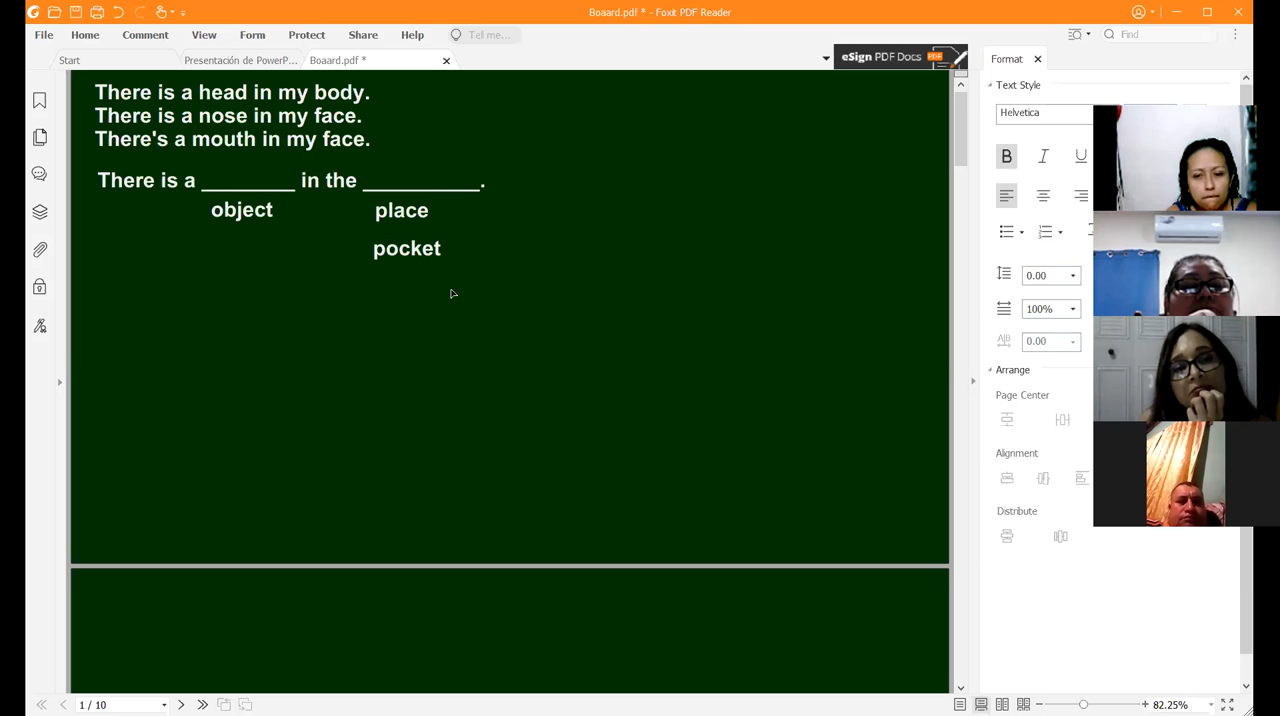 Boaard.pdf * - Foxit PDF Reader
File Home Comment View Form Protect Share Help Tell me... Find
Start Presentación de PowerP... Boaard.pdf * eSign PDF Docs PDF
There is a head in my body.
There is a nose in my face.
There's a mouth in my face.
There is a ________ in the __________.
object place
pocket
Format
Text Style
Helvetica
B I U
0.00
100%
AB 0.00
Arrange
Page Center
Alignment
Distribute
1 / 10
82.25%